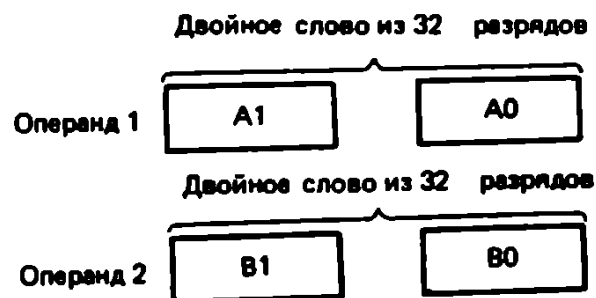 Двойное слово из 32 разрядов
Операнд 1 A1 A0
Двойное слово из 32 разрядов
Операнд 2 B1 B0